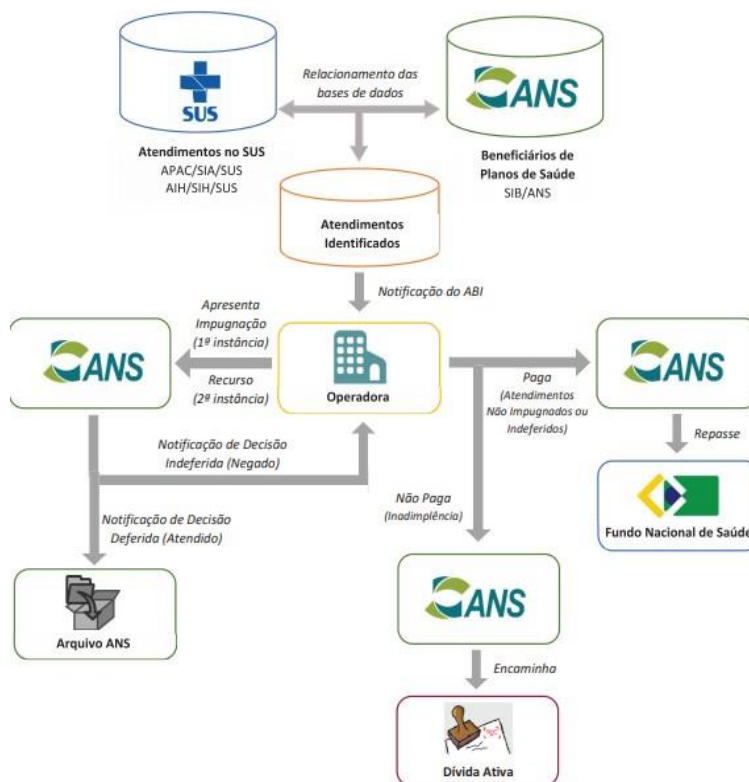 SUS
Relacionamento das
bases de dados
ANS
Atendimentos no SUS
APAC/SIA/SUS
AIH/SIH/SUS
Beneficiários de
Planos de Saúde
SIB/ANS
Atendimentos
Identificados
Notificação do ABI
Apresenta
Impugnação
(1ª instância)
Recurso
(2ª instância)
ANS
Operadora
Paga
(Atendimentos
Não Impugnados ou
Indeferidos)
ANS
Repasse
Fundo Nacional de Saúde
Notificação de Decisão
Indeferida (Negado)
Não Paga
(Inadimplência)
Notificação de Decisão
Deferida (Atendido)
Arquivo ANS
ANS
Encaminha
Dívida Ativa